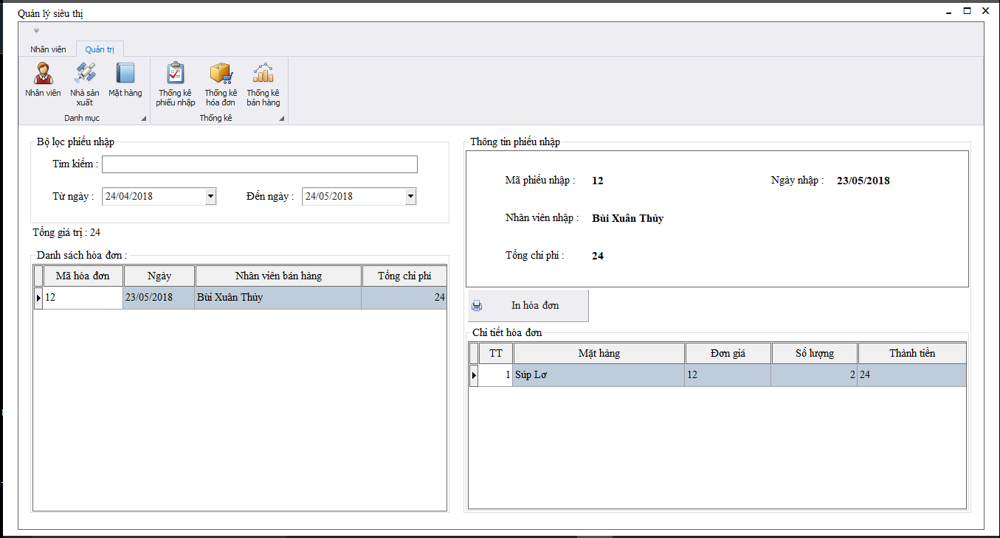 Quản lý siêu thị
Nhân viên Quản trị
Nhân viên
Nhà sản xuất
Mặt hàng
Thống kê phiếu nhập
Thống kê hóa đơn
Thống kê bán hàng
Danh mục
Thống kê
Bộ lọc phiếu nhập
Tìm kiếm :
Từ ngày : 24/04/2018 Đến ngày : 24/05/2018
Tổng giá trị : 24
Danh sách hóa đơn :
Mã hóa đơn Ngày Nhân viên bán hàng Tổng chi phi
12 23/05/2018 Bùi Xuân Thủy 24
Thông tin phiếu nhập
Mã phiếu nhập : 12 Ngày nhập : 23/05/2018
Nhân viên nhập : Bùi Xuân Thủy
Tổng chi phi : 24
In hóa đơn
Chi tiết hóa đơn
TT Mặt hàng Đơn giá Số lượng Thành tiền
1 Súp Lơ 12 2 24